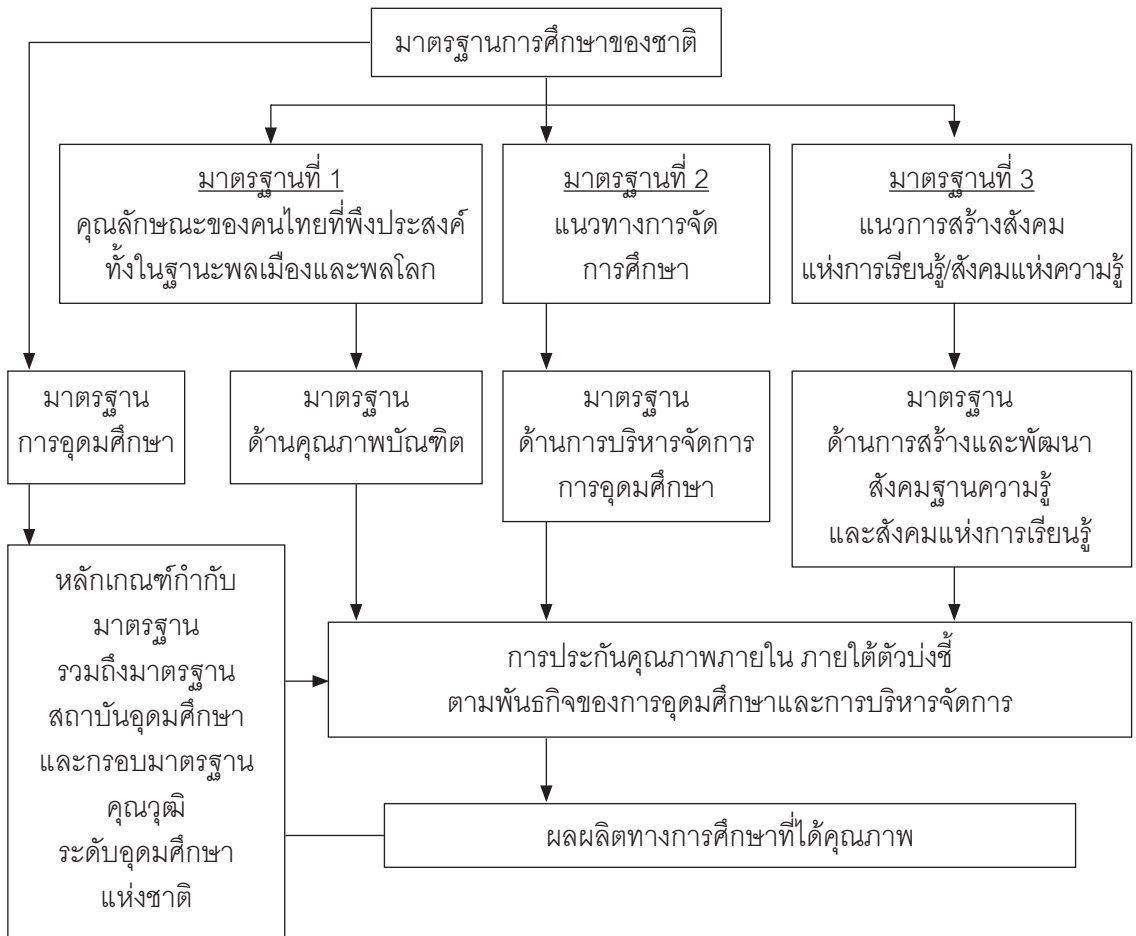 มาตรฐานการศึกษาของชาติ
มาตรฐานที่ 1
คุณลักษณะของคนไทยที่พึงประสงค์
ทั้งในฐานะพลเมืองและพลโลก
มาตรฐานที่ 2
แนวทางการจัด
การศึกษา
มาตรฐานที่ 3
แนวการสร้างสังคม
แห่งการเรียนรู้/สังคมแห่งความรู้
มาตรฐาน
การอุดมศึกษา
มาตรฐาน
ด้านคุณภาพบัณฑิต
มาตรฐาน
ด้านการบริหารจัดการ
การอุดมศึกษา
มาตรฐาน
ด้านการสร้างและพัฒนา
สังคมฐานความรู้
และสังคมแห่งการเรียนรู้
หลักเกณฑ์กำกับ
มาตรฐาน
รวมถึงมาตรฐาน
สถาบันอุดมศึกษา
และกรอบมาตรฐาน
คุณวุฒิ
ระดับอุดมศึกษา
แห่งชาติ
การประกันคุณภาพภายใน ภายใต้ตัวบ่งชี้
ตามพันธกิจของการอุดมศึกษาและการบริหารจัดการ
ผลผลิตทางการศึกษาที่ได้คุณภาพ